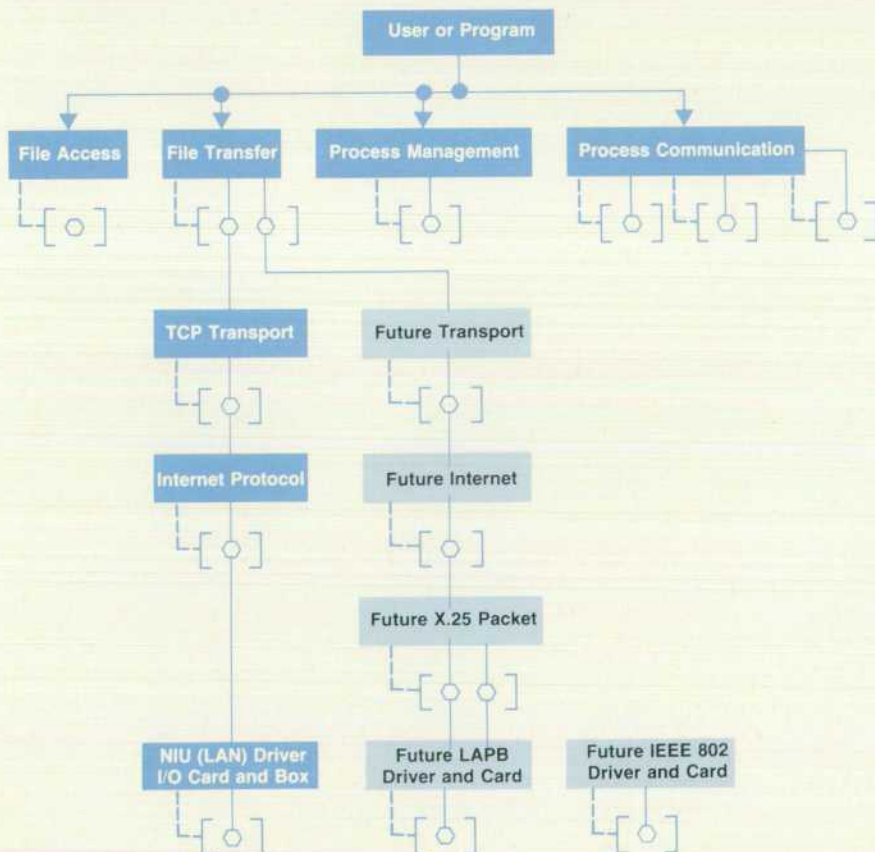 User or Program
File Access
File Transfer
Process Management
Process Communication
TCP Transport
Future Transport
Internet Protocol
Future Internet
Future X.25 Packet
NIU (LAN) Driver
I/O Card and Box
Future LAPB
Driver and Card
Future IEEE 802
Driver and Card